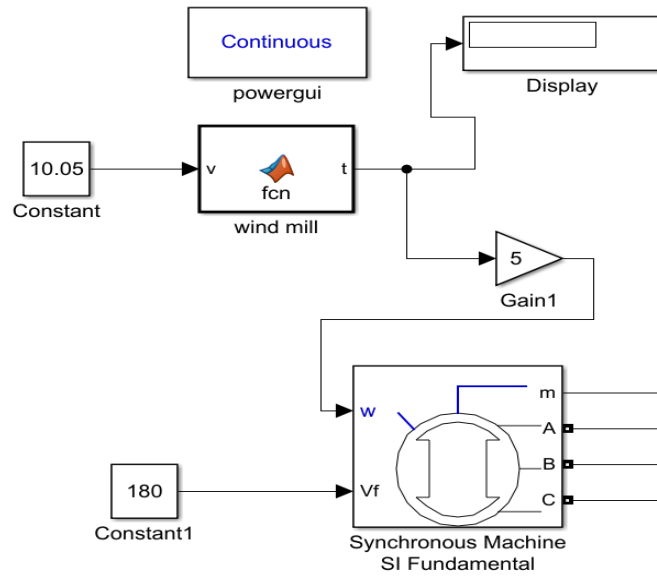 Continuous
powergui
Display
10.05
Constant
v
fcn
t
wind mill
5
Gain1
w
Vf
m
A
B
C
180
Constant1
Synchronous Machine
SI Fundamental